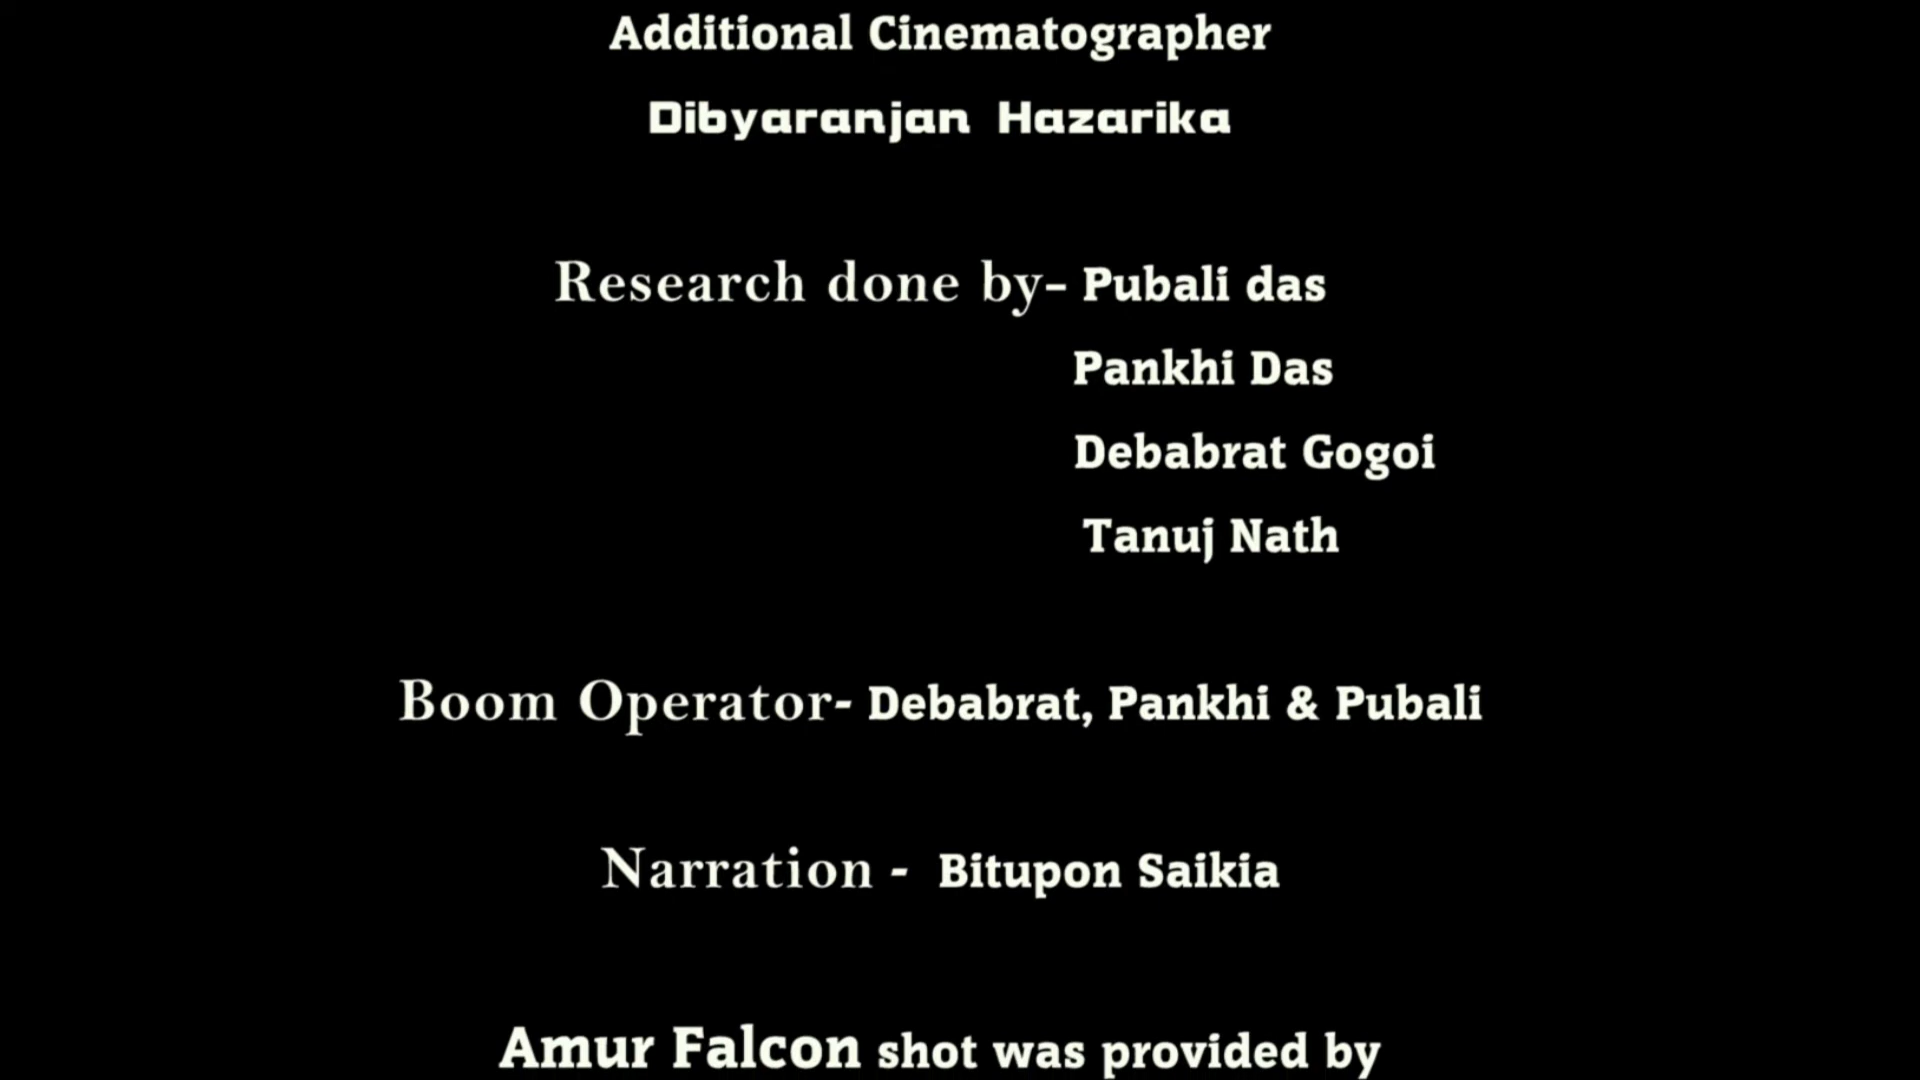 Additional Cinematographer
Dibyaranjan Hazarika
Research done by- Pubali das
Pankhi Das
Debabrat Gogoi
Tanuj Nath
Boom Operator- Debabrat, Pankhi & Pubali
Narration - Bitupon Saikia
Amur Falcon shot was provided by